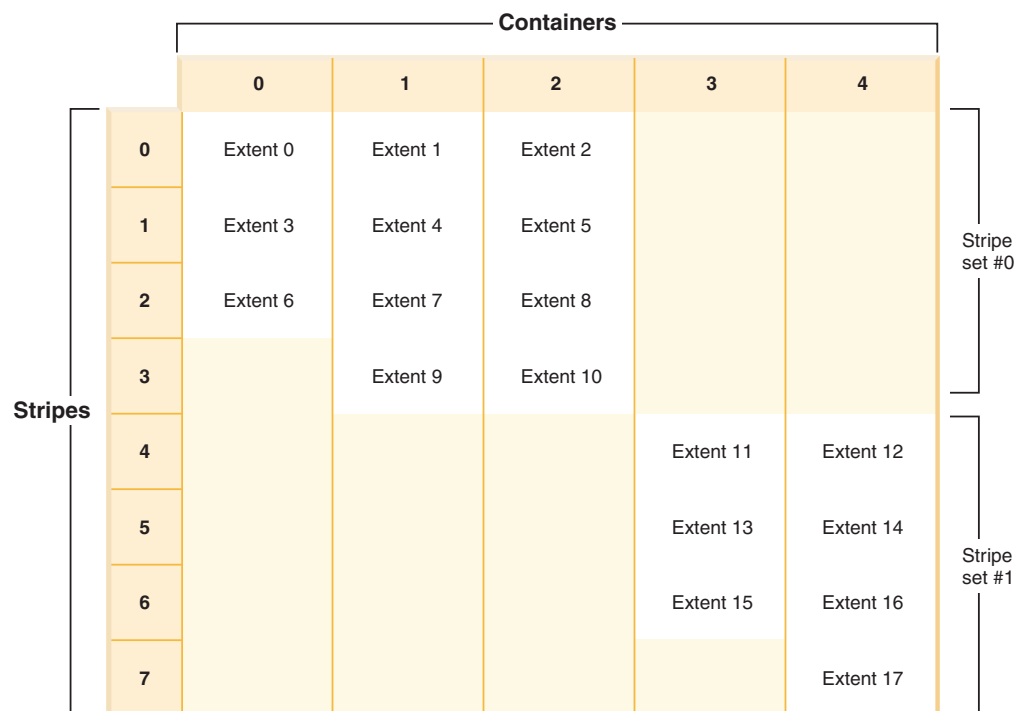 Containers
0 1 2 3 4
0 Extent 0 Extent 1 Extent 2
1 Extent 3 Extent 4 Extent 5
Stripe
set #0
2 Extent 6 Extent 7 Extent 8
3 Extent 9 Extent 10
Stripes
4 Extent 11 Extent 12
5 Extent 13 Extent 14
Stripe
set #1
6 Extent 15 Extent 16
7 Extent 17